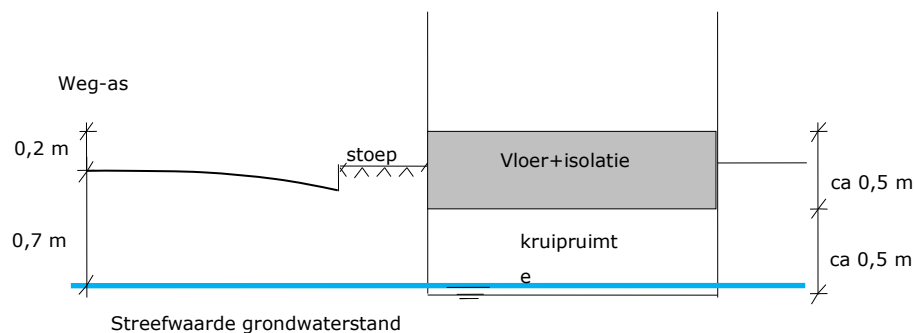 Weg-as
0,2 m
stoep
Vloer+isolatie
ca 0,5 m
0,7 m
kruipruimt
e
ca 0,5 m
Streefwaarde grondwaterstand